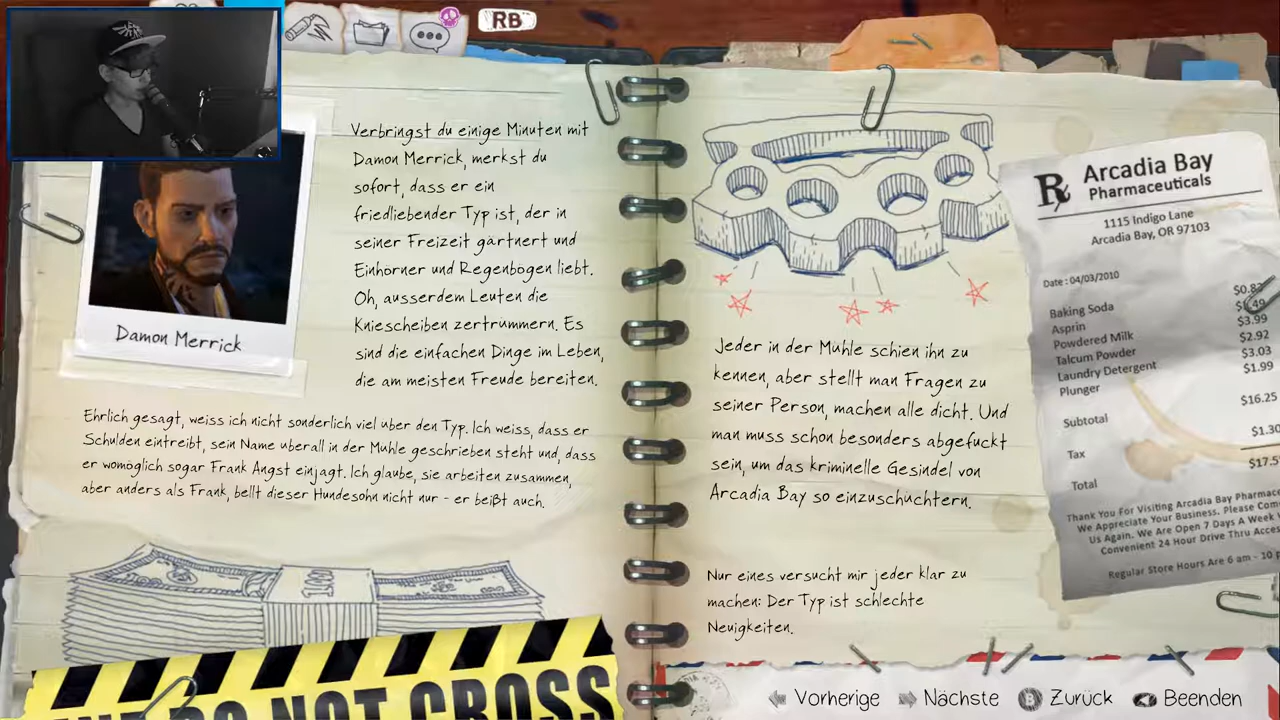 RB
Verbringst du einige Minuten mit
Damon Merrick, merkst du
sofort, dass er ein
friedliebender Typ ist, der in
seiner Freizeit gärtnert und
Einhörner und Regenbögen liebt.
Oh, ausserdem Leuten die
Kniescheiben zertrümmern. Es
sind die einfachen Dinge im Leben,
die am meisten Freude bereiten.
Damon Merrick
Ehrlich gesagt, weiss ich nicht sonderlich viel über den Typ. Ich weiss, dass er
Schulden eintreibt, sein Name überall in der Mühle geschrieben steht und, dass
er womöglich sogar Frank Angst einjagt. Ich glaube, sie arbeiten zusammen,
aber anders als Frank, bellt dieser Hundesohn nicht nur - er beißt auch.
100
DO NOT CROSS
Jeder in der Mühle schien ihn zu
kennen, aber stellt man Fragen zu
seiner Person, machen alle dicht. Und
man muss schon besonders abgefuckt
sein, um das kriminelle Gesindel von
Arcadia Bay so einzuschüchtern.
Nur eines versucht mir jeder klar zu
machen: Der Typ ist schlechte
Neuigkeiten.
Rx Arcadia Bay
Pharmaceuticals
1115 Indigo Lane
Arcadia Bay, OR 97103
Date: 04/03/2010
Baking Soda
Asprin
Powdered Milk $3.99
Talcum Powder $2.92
Laundry Detergent $3.03
Plunger $1.99
Subtotal $16.25
Tax $1.30
Total $17.5
Thank You For Visiting Arcadia Bay Pharmac
We Appreciate Your Business. Please Com
Us Again. We Are Open 7 Days A Week
Convenient 24 Hour Drive Thru Acces
Regular Store Hours Are 6 am - 10 p
Vorherige Nächste B Zurück Beenden